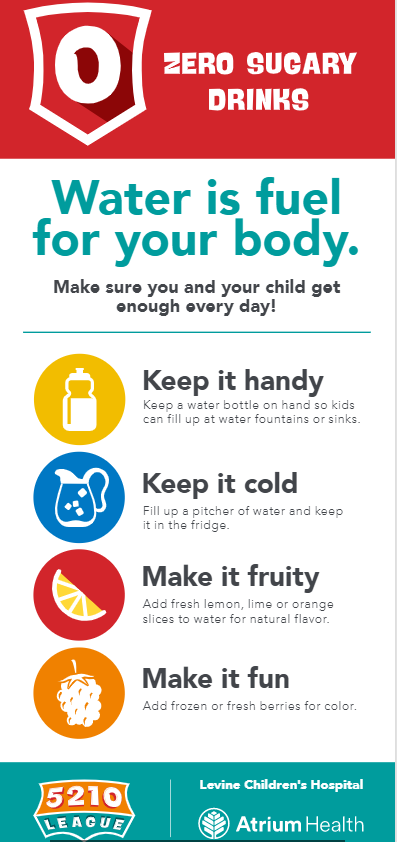 0
ZERO SUGARY
DRINKS
Water is fuel
for your body.
Make sure you and your child get
enough every day!
Keep it handy
Keep a water bottle on hand so kids
can fill up at water fountains or sinks.
Keep it cold
Fill up a pitcher of water and keep
it in the fridge.
Make it fruity
Add fresh lemon, lime or orange
slices to water for natural flavor.
Make it fun
Add frozen or fresh berries for color.
5210
LEAGUE
Levine Children's Hospital
Atrium Health